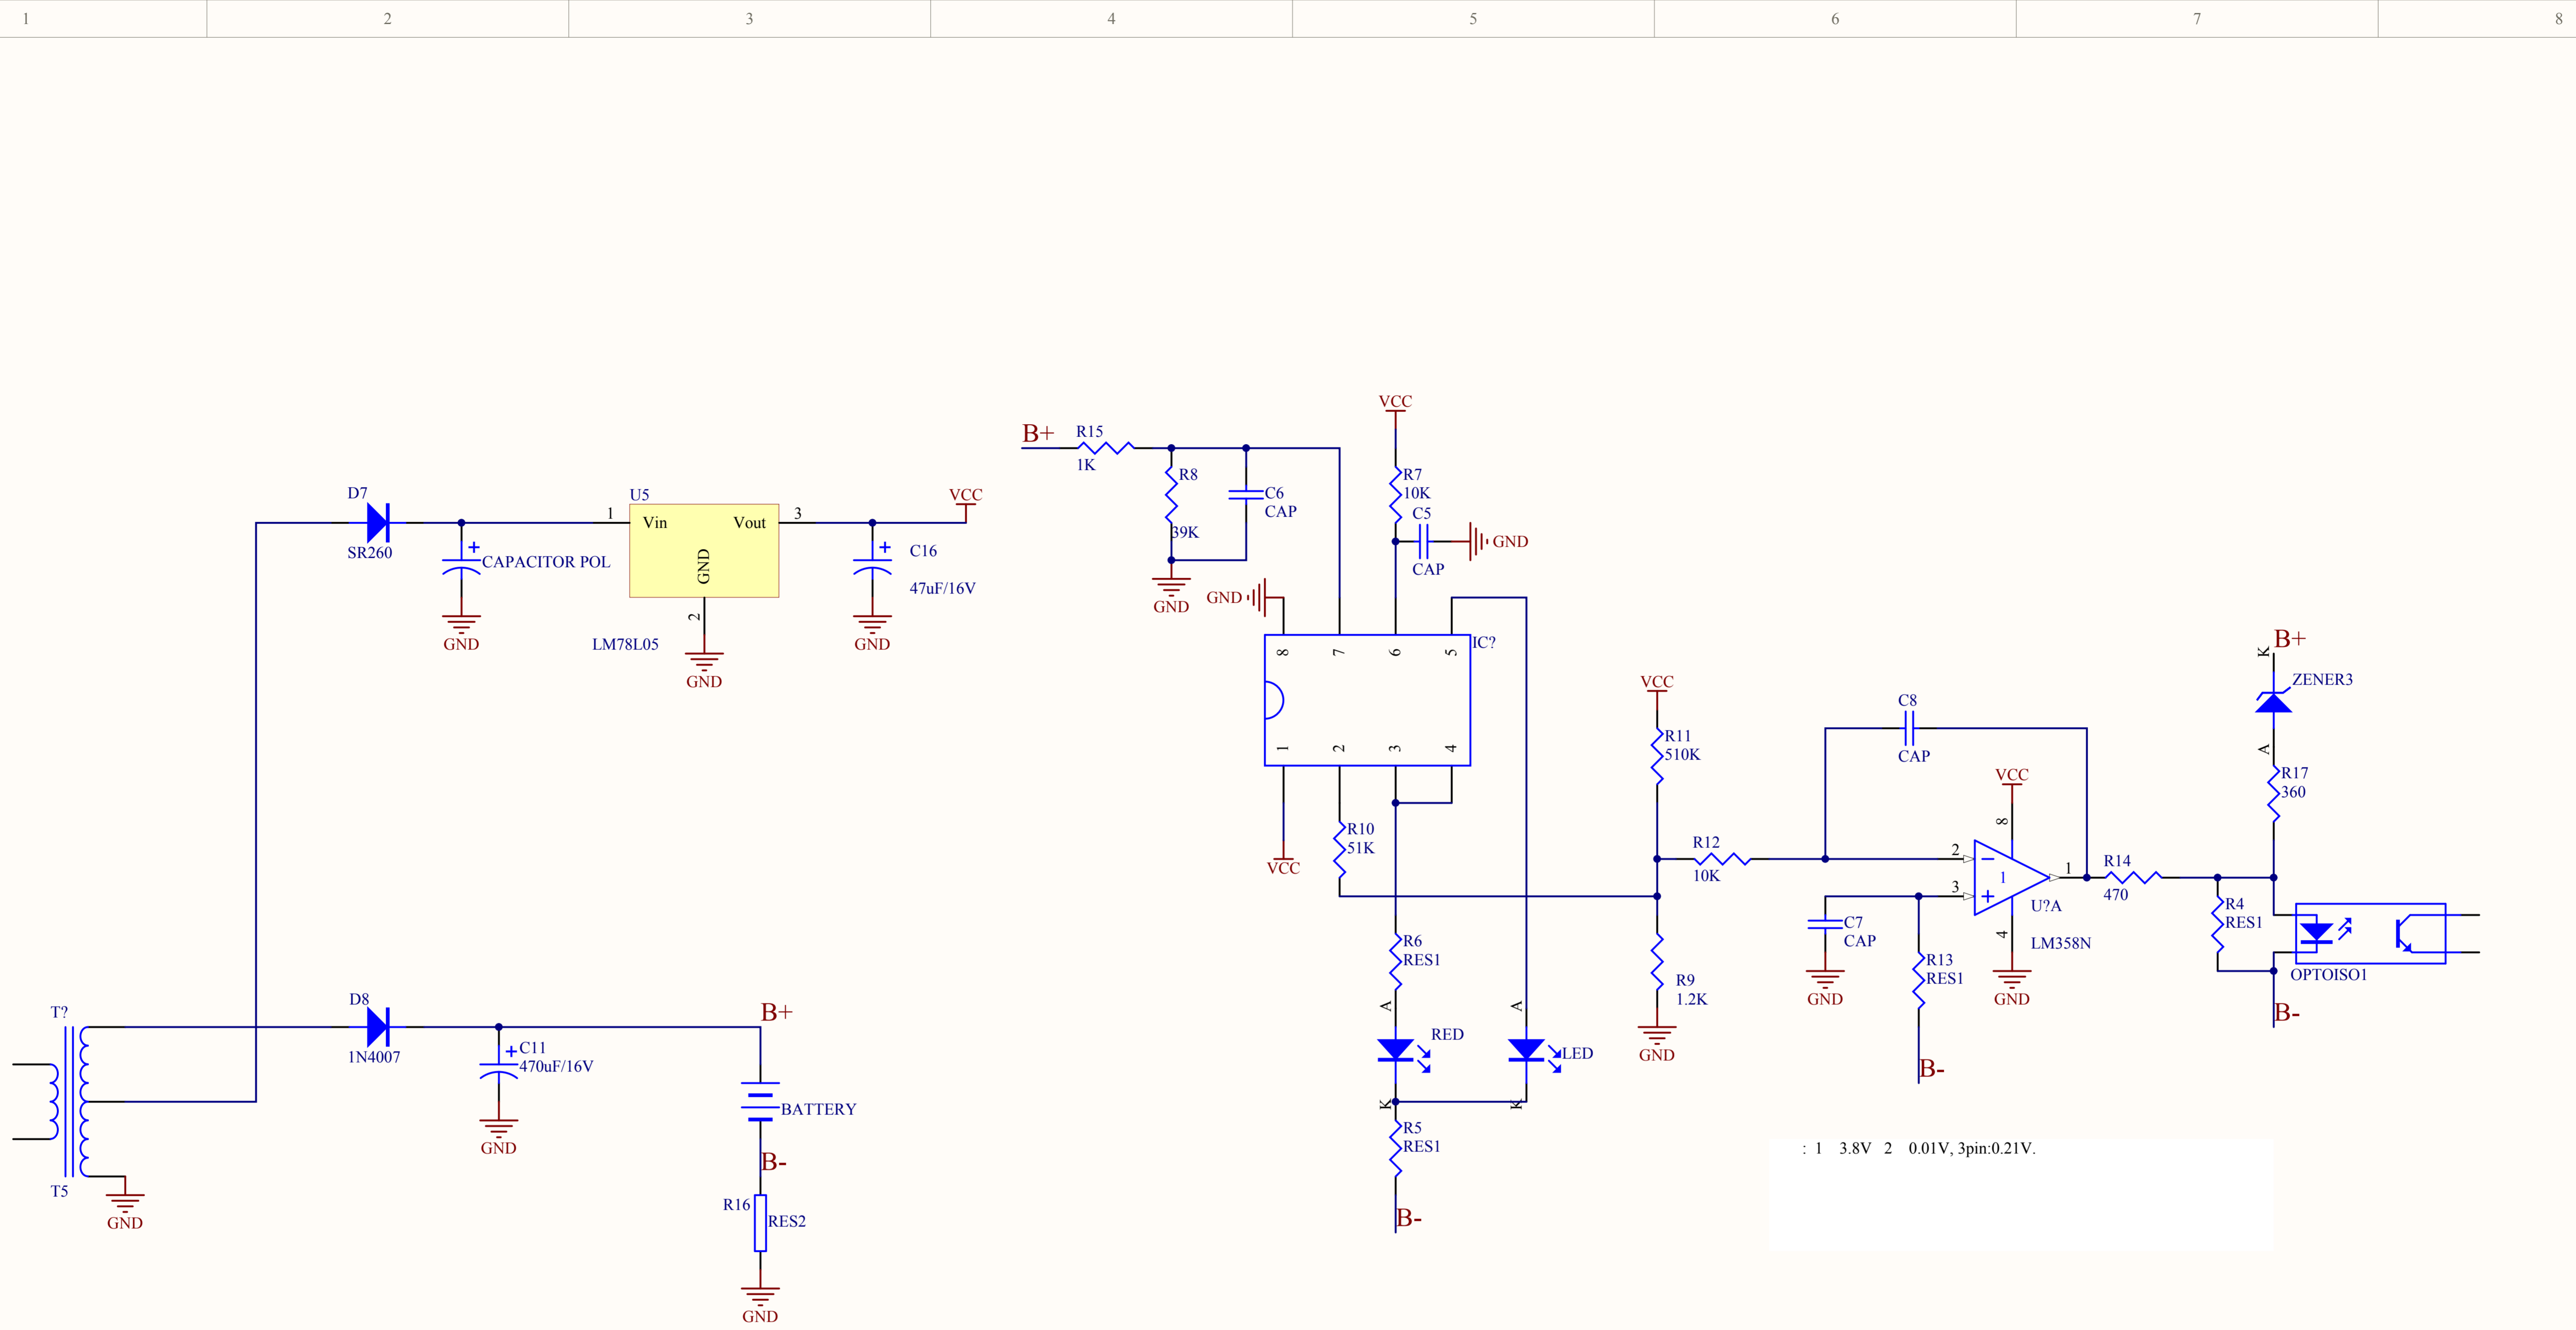 1 2 3 4 5 6 7 8
VCC
B+ R15
1K
R8
39K
C6
CAP
R7
10K
C5
CAP
GND
GND
GND
D7
SR260
CAPACITOR POL
GND
U5
1 Vin Vout 3
GND
2
LM78L05
GND
VCC
C16
47uF/16V
GND
IC?
8 7 6 5
1 2 3 4
VCC
R10
51K
R6
RES1
A A
RED
LED
K K
R5
RES1
B-
VCC
R11
510K
R12
10K
R9
1.2K
GND
C8
CAP
VCC
8
2
3
1
1
4
U?A
LM358N
GND
C7
CAP
GND
R13
RES1
B-
R14
470
B+
K
ZENER3
A
R17
360
R4
RES1
OPTOISO1
B-
T?
T5
GND
D8
1N4007
C11
470uF/16V
GND
B+
BATTERY
B-
R16
RES2
GND
: 1 3.8V 2 0.01V, 3pin:0.21V.